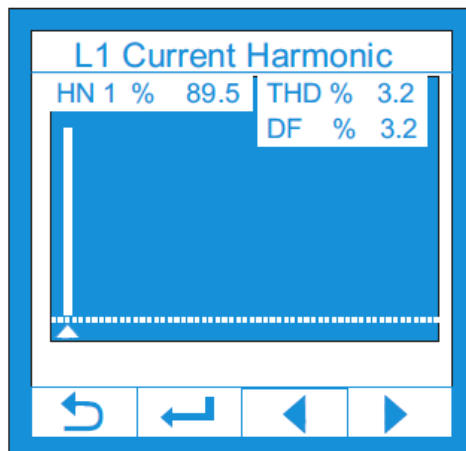 L1 Current Harmonic
HN 1 % 89.5 THD % 3.2
DF % 3.2